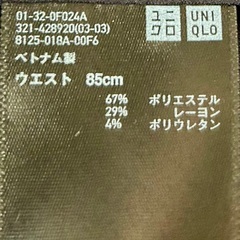 01-32-0F024A
321-428920(03-03)
8125-018A-00F6
ベトナム製
ウエスト 85cm
ユニクロ
UNIQLO
67% ポリエステル
29% レーヨン
4% ポリウレタン